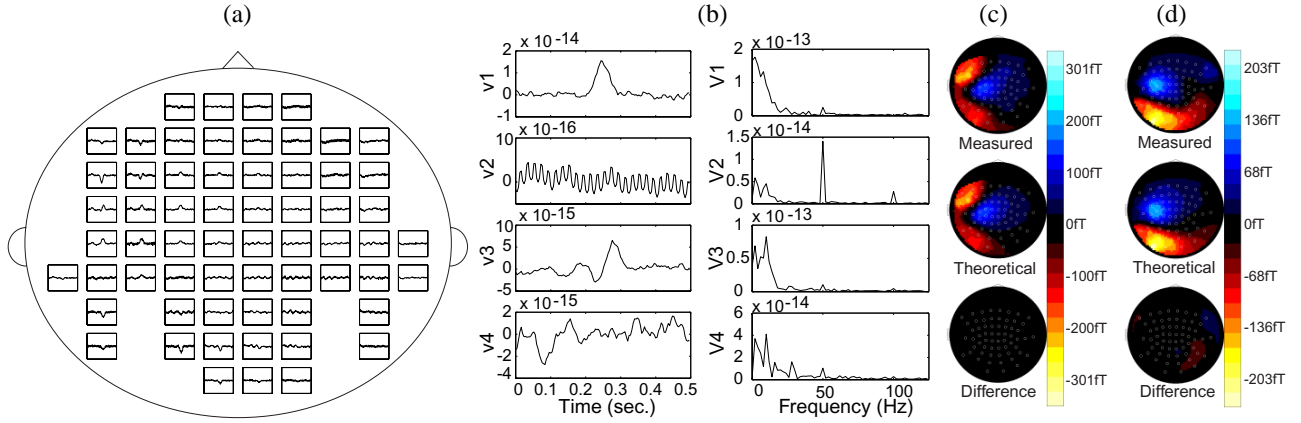 (a)
(b)
(c)
(d)
x 10 -14
2
1
0
-1
v1
x 10 -16
10
5
0
v2
x 10 -15
10
5
0
-5
v3
x 10 -15
2
0
-2
-4
v4
0 0.1 0.2 0.3 0.4 0.5
Time (sec.)
x 10 -13
2
1
0
V1
x 10 -14
1.5
1
0.5
0
V2
x 10 -13
1
0.5
0
V3
x 10 -14
6
4
2
0
V4
0 50 100
Frequency (Hz)
Measured
Theoretical
Difference
301fT
200fT
100fT
0fT
-100fT
-200fT
-301fT
Measured
Theoretical
Difference
203fT
136fT
68fT
0fT
-68fT
-136fT
-203fT